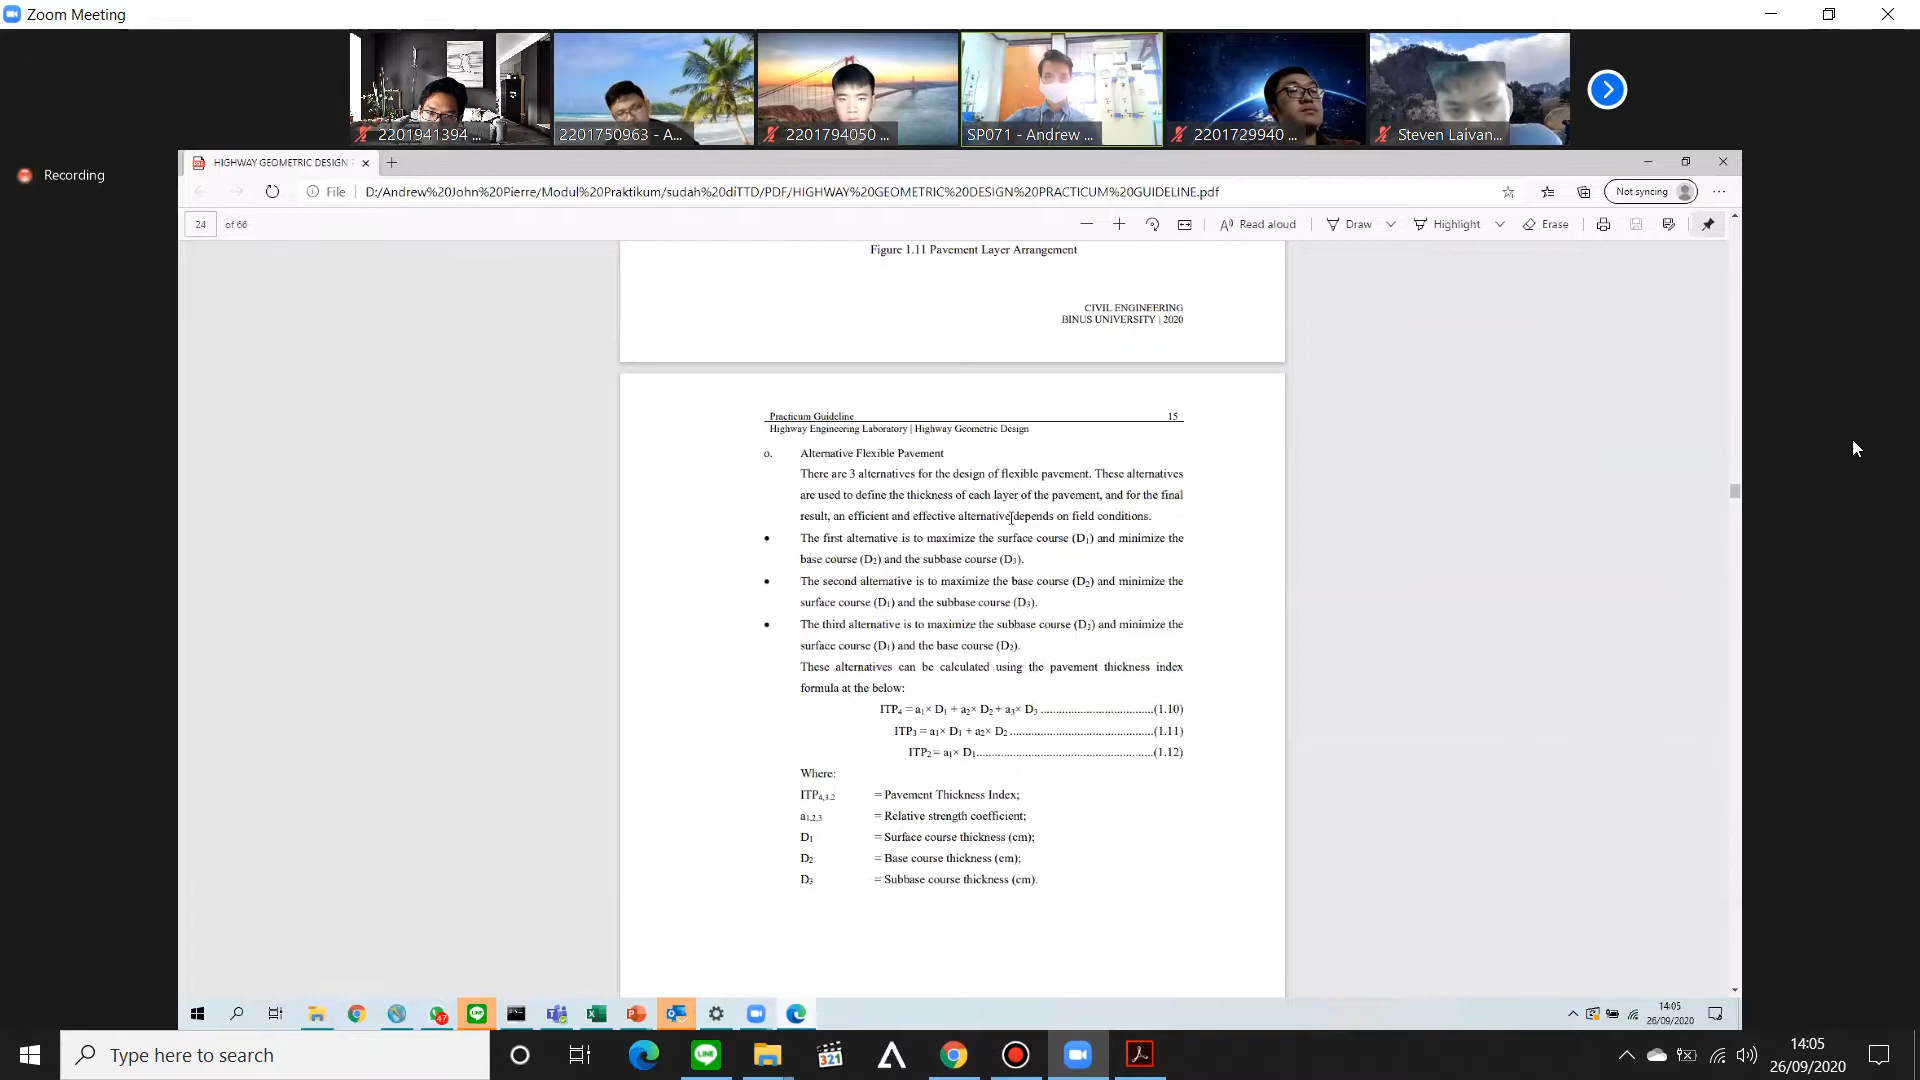 Zoom Meeting
2201941394 ...
2201750963 - A...
2201794050 ...
SP071 - Andrew ...
2201729940 ...
Steven Laivan...
Recording
HIGHWAY GEOMETRIC DESIGN
File
D:/Andrew%20John%20Pierre/Modul%20Praktikum/sudah%20diTTD/PDF/HIGHWAY%20GEOMETRIC%20DESIGN%20PRACTICUM%20GUIDELINE.pdf
Not syncing
24 of 66
Read aloud
Draw
Highlight
Erase
Figure 1.11 Pavement Layer Arrangement
CIVIL ENGINEERING
BINUS UNIVERSITY | 2020
Practicum Guideline 15
Highway Engineering Laboratory | Highway Geometric Design
o. Alternative Flexible Pavement
There are 3 alternatives for the design of flexible pavement. These alternatives
are used to define the thickness of each layer of the pavement, and for the final
result, an efficient and effective alternative depends on field conditions.
• The first alternative is to maximize the surface course (D₁) and minimize the
base course (D₂) and the subbase course (D₃).
• The second alternative is to maximize the base course (D₂) and minimize the
surface course (D₁) and the subbase course (D₃).
• The third alternative is to maximize the subbase course (D₃) and minimize the
surface course (D₁) and the base course (D₂).
These alternatives can be calculated using the pavement thickness index
formula at the below:
ITP₄ = a₁× D₁ + a₂× D₂ + a₃× D₃ .....................................(1.10)
ITP₃ = a₁× D₁ + a₂× D₂ ...............................................(1.11)
ITP₂ = a₁× D₁..........................................................(1.12)
Where:
ITP₄,₃,₂ = Pavement Thickness Index;
a₁,₂,₃ = Relative strength coefficient;
D₁ = Surface course thickness (cm);
D₂ = Base course thickness (cm);
D₃ = Subbase course thickness (cm).
47
LINE
14:05
26/09/2020
Type here to search
LINE
321
14:05
26/09/2020